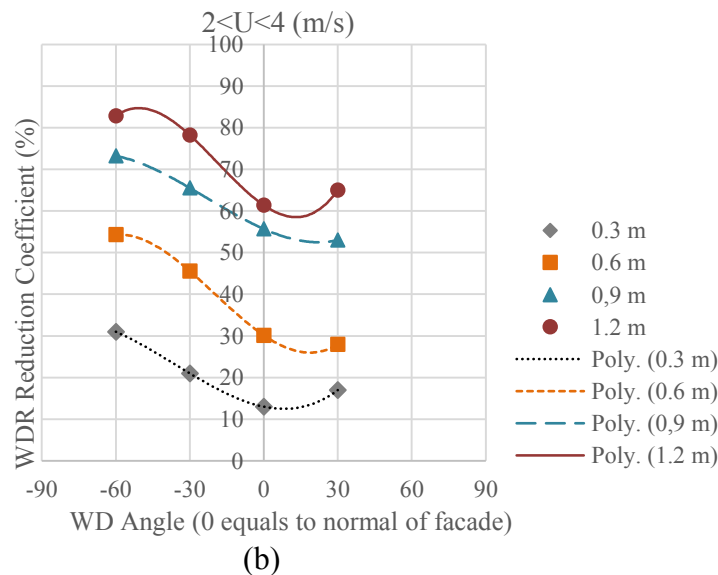 2<U<4 (m/s)
WDR Reduction Coefficient (%)
100
90
80
70
60
50
40
30
20
10
0
-90 -60 -30 0 30 60 90
WD Angle (0 equals to normal of facade)
(b)
0.3 m
0.6 m
0,9 m
1.2 m
Poly. (0.3 m)
Poly. (0.6 m)
Poly. (0,9 m)
Poly. (1.2 m)